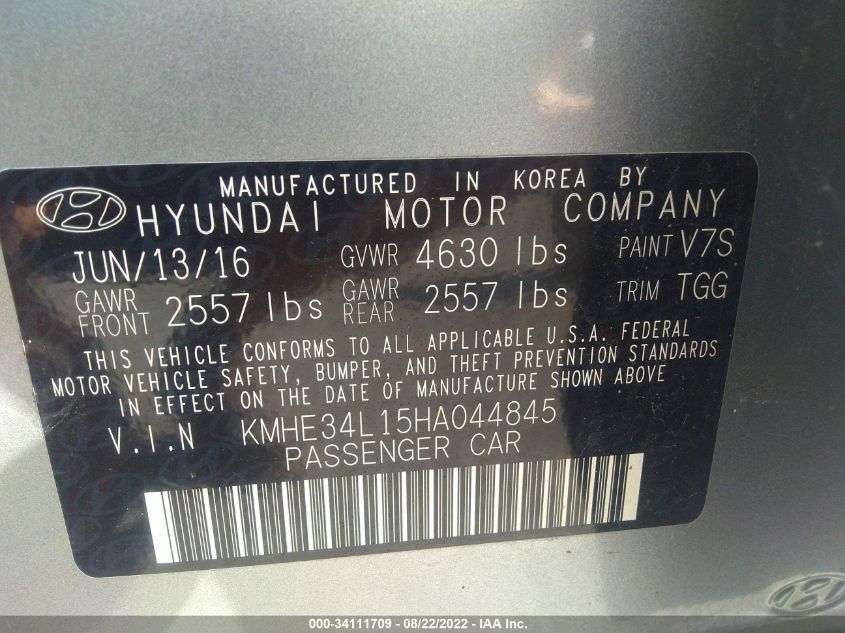 MANUFACTURED IN KOREA BY
HYUNDAI MOTOR COMPANY
JUN/13/16 GVWR 4630 lbs PAINT V7S
GAWR FRONT 2557 lbs GAWR REAR 2557 lbs TRIM TGG
THIS VEHICLE CONFORMS TO ALL APPLICABLE U.S.A. FEDERAL
MOTOR VEHICLE SAFETY, BUMPER, AND THEFT PREVENTION STANDARDS
IN EFFECT ON THE DATE OF MANUFACTURE SHOWN ABOVE
V.I.N KMHE34L15HA044845
PASSENGER CAR
000-34111709 - 08/22/2022 - IAA Inc.